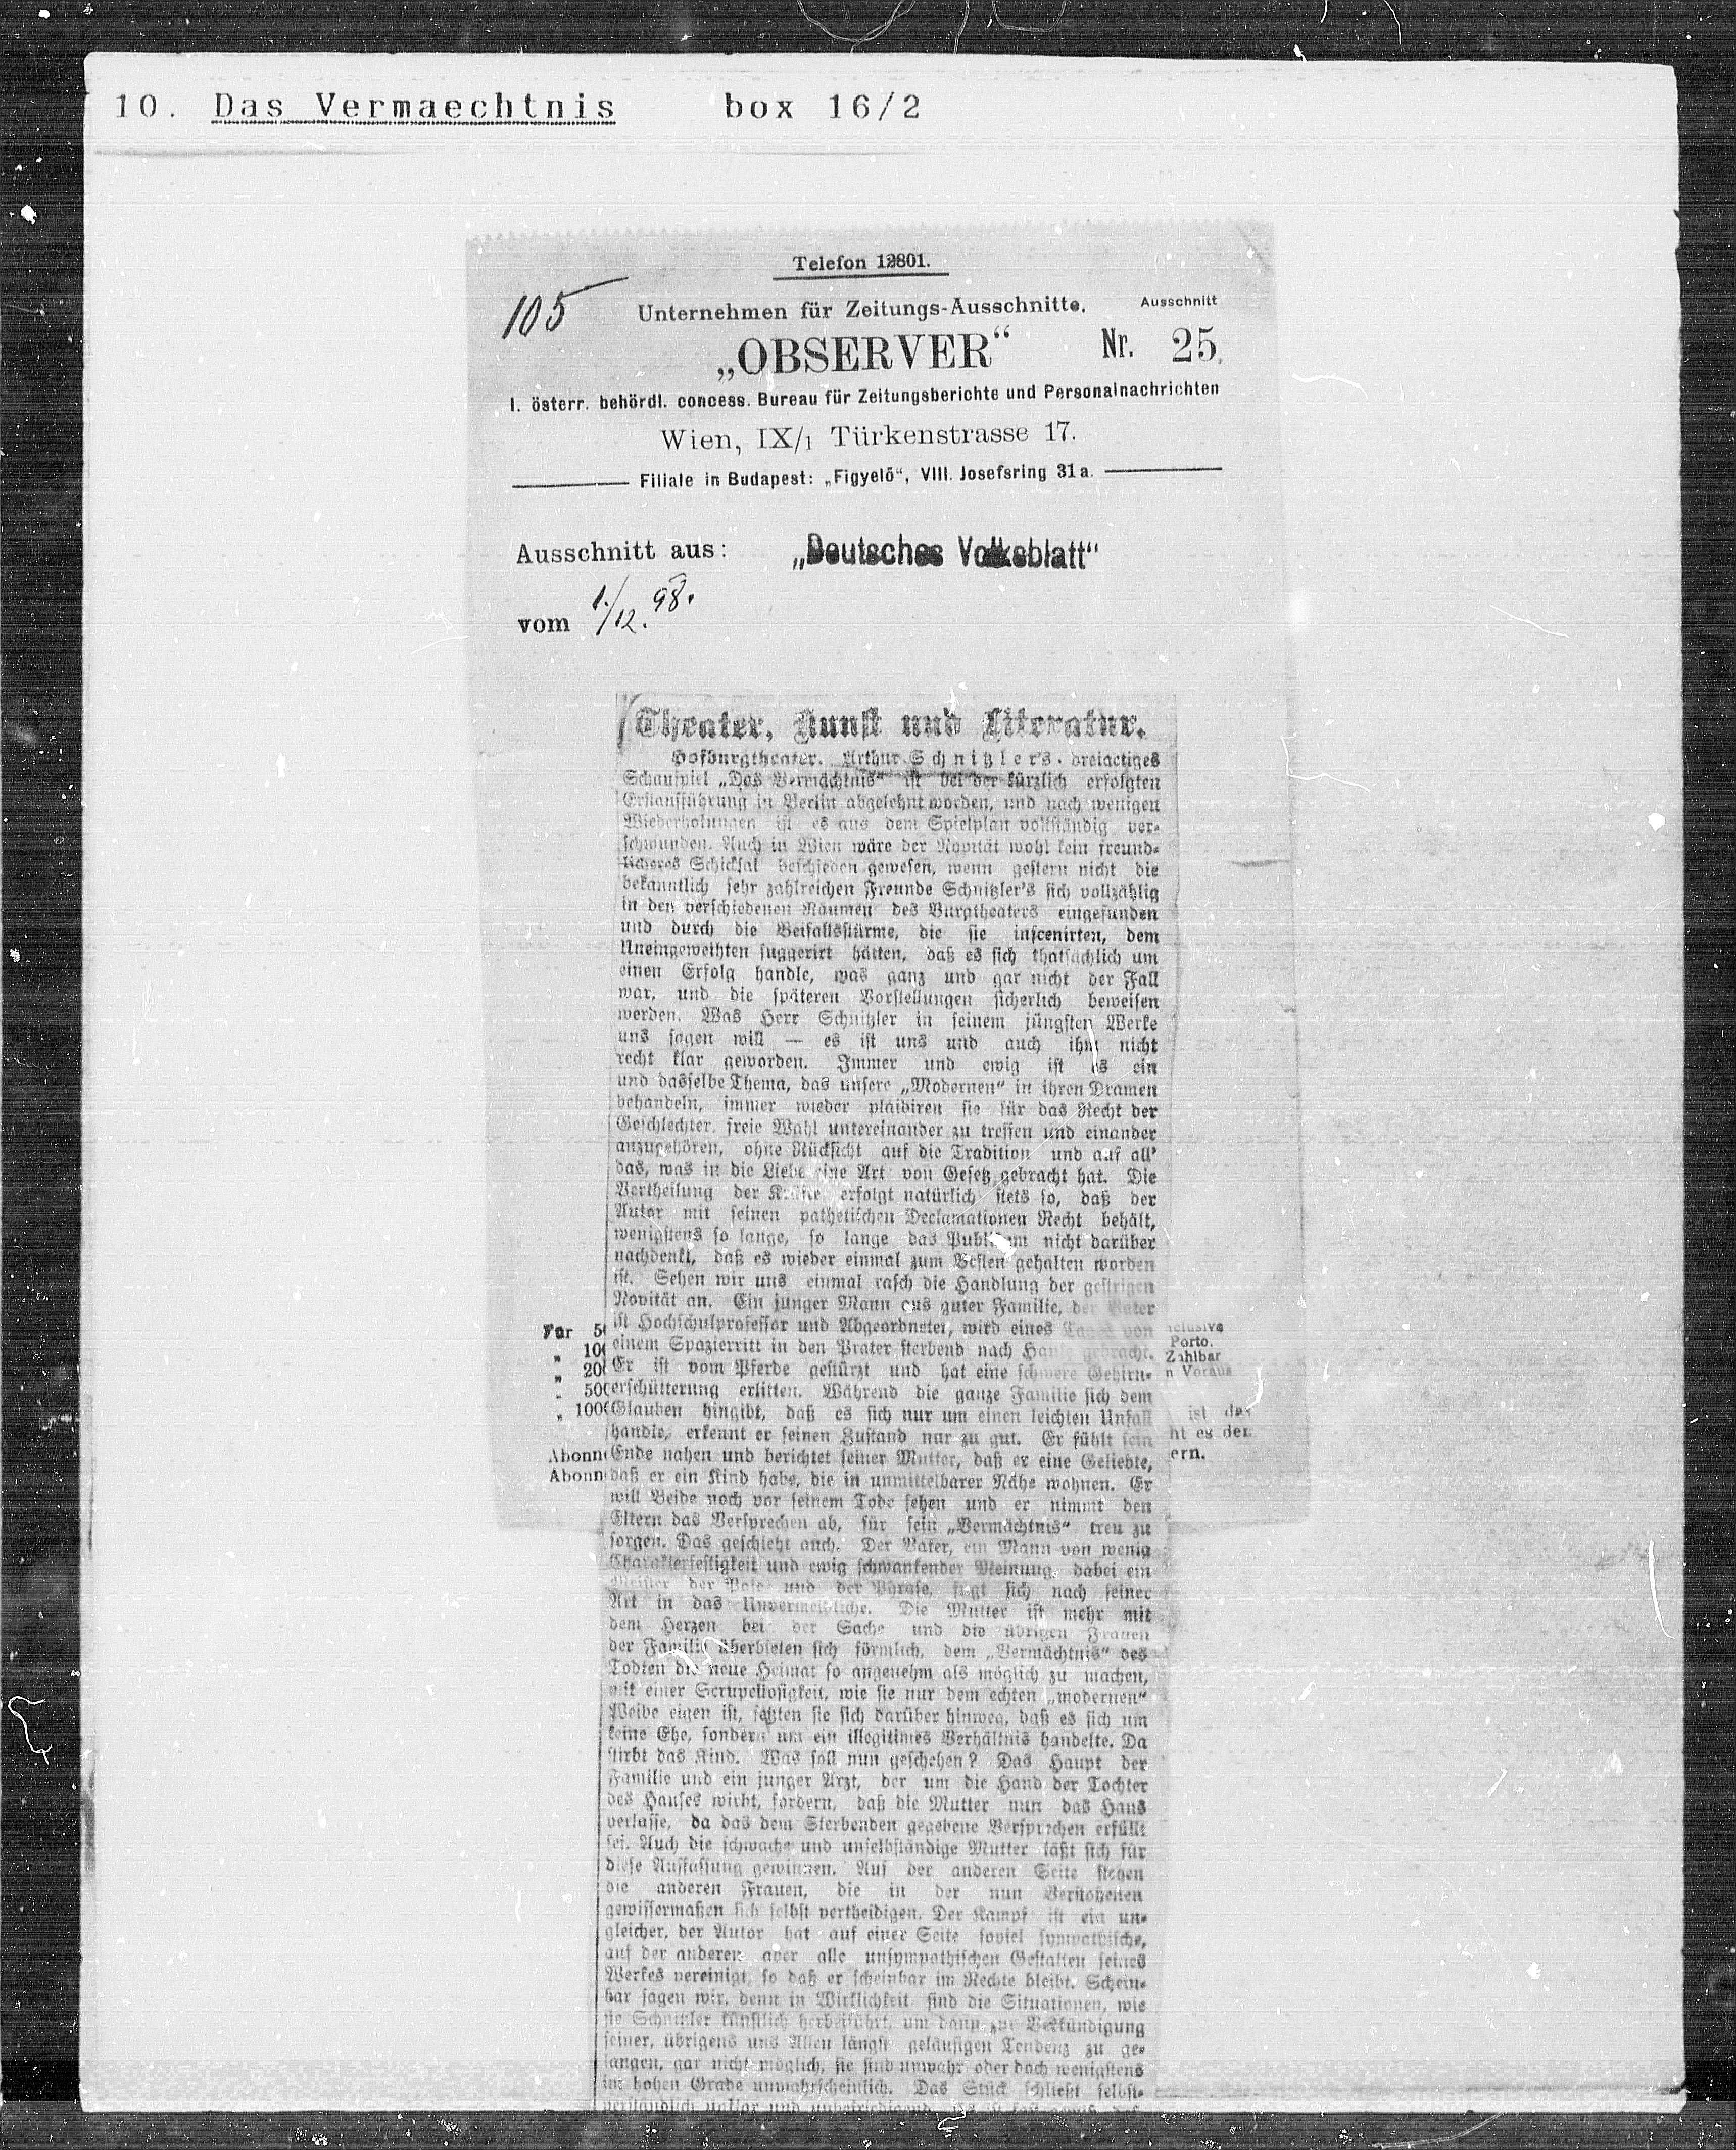 10. Das Vermaechtnis box 16/2
Telefon 12801.
105
Unternehmen für Zeitungs-Ausschnitte.
Ausschnitt
„OBSERVER“
Nr. 25
I. österr. behördl. concess. Bureau für Zeitungsberichte und Personalnachrichten
Wien, IX/1 Türkenstrasse 17.
Filiale in Budapest: „Figyelő“, VIII. Josefsring 31a.
Ausschnitt aus: „Deutsches Volksblatt“
vom 1./12. 98.
Theater, Kunst und Literatur.
Hofburgtheater. Arthur Schnitzler's dreiactiges
Schauspiel „Das Vermächtnis“ ist bei der kürzlich erfolgten
Erstaufführung in Berlin abgelehnt worden, und nach wenigen
Wiederholungen ist es aus dem Spielplan vollständig ver-
schwunden. Auch in Wien wäre der Novität wohl kein freund-
licheres Schicksal beschieden gewesen, wenn gestern nicht die
bekanntlich sehr zahlreichen Freunde Schnitzler's sich vollzählig
in den verschiedenen Räumen des Burgtheaters eingefunden
und durch die Beifallsstürme, die sie inscenirten, dem
Uneingeweihten suggerirt hätten, daß es sich thatsächlich um
einen Erfolg handle, was ganz und gar nicht der Fall
war, und die späteren Vorstellungen sicherlich beweisen
werden. Was Herr Schnitzler in seinem jüngsten Werke
uns sagen will — es ist uns und auch ihm nicht
recht klar geworden. Immer und ewig ist es ein
und dasselbe Thema, das unsere „Modernen“ in ihren Dramen
behandeln, immer wieder plaidiren sie für das Recht der
Geschlechter, freie Wahl untereinander zu treffen und einander
anzugehören, ohne Rücksicht auf die Tradition und auf all'
das, was in die Liebe eine Art von Gesetz gebracht hat. Die
Vertheilung der Kräfte erfolgt natürlich stets so, daß der
Autor mit seinen pathetischen Declamationen Recht behält,
wenigstens so lange, so lange das Publikum nicht darüber
nachdenkt, daß es wieder einmal zum Besten gehalten worden
ist. Sehen wir uns einmal rasch die Handlung der gestrigen
Novität an. Ein junger Mann aus guter Familie, der Vater
ist Hochschulprofessor und Abgeordneter, wird eines Tages von
einem Spazierritt in den Prater sterbend nach Hause gebracht.
Er ist vom Pferde gestürzt und hat eine schwere Gehirn-
erschütterung erlitten. Während die ganze Familie sich dem
Glauben hingibt, daß es sich nur um einen leichten Unfall
handle, erkennt er seinen Zustand nur zu gut. Er fühlt sein
Ende nahen und berichtet seiner Mutter, daß er eine Geliebte,
daß er ein Kind habe, die in unmittelbarer Nähe wohnen. Er
will Beide noch vor seinem Tode sehen und er nimmt den
Eltern das Versprechen ab, für sein „Vermächtnis“ treu zu
sorgen. Das geschieht auch. Der Vater, ein Mann von wenig
Charakterfestigkeit und ewig schwankender Meinung, dabei ein
Meister der Pose und der Phrase, fügt sich nach seiner
Art in das Unvermeidliche. Die Mutter ist mehr mit
dem Herzen bei der Sache und die übrigen Frauen
der Familie überbieten sich förmlich, dem „Vermächtnis“ des
Todten die neue Heimat so angenehm als möglich zu machen,
mit einer Scrupellosigkeit, wie sie nur dem echten „modernen“
Weibe eigen ist, setzten sie sich darüber hinweg, daß es sich um
keine Ehe, sondern um ein illegitimes Verhältnis handelte. Da
stirbt das Kind. Was soll nun geschehen? Das Haupt der
Familie und ein junger Arzt, der um die Hand der Tochter
des Hauses wirbt, fordern, daß die Mutter nun das Haus
verlasse, da das dem Sterbenden gegebene Versprechen erfüllt
sei. Auch die schwache und unselbständige Mutter läßt sich für
diese Auffassung gewinnen. Auf der anderen Seite stehen
die anderen Frauen, die in der nun Verstoßenen
gewissermaßen sich selbst vertheidigen. Der Kampf ist ein un-
gleicher, der Autor hat auf einer Seite soviel sympathische,
auf der anderen aber alle unsympathischen Gestalten seines
Werkes vereinigt, so daß er scheinbar im Rechte bleibt. Schein-
bar sagen wir, denn in Wirklichkeit sind die Situationen, wie
sie Schnitzler künstlich herbeiführt, um dann zur Verkündigung
seiner, übrigens uns Allen längst geläufigen Tendenz zu ge-
langen, gar nicht möglich, sie sind unwahr oder doch wenigstens
im hohen Grade unwahrscheinlich. Das Stück schließt selbst-
verständlich unklar und unbefriedigend.
Für 50
„ 100
„ 200
„ 500
„ 1000
Abonn
Abonn
inclusive
Porto.
Zahlbar
n Voraus
ist das
ht es den
ern.